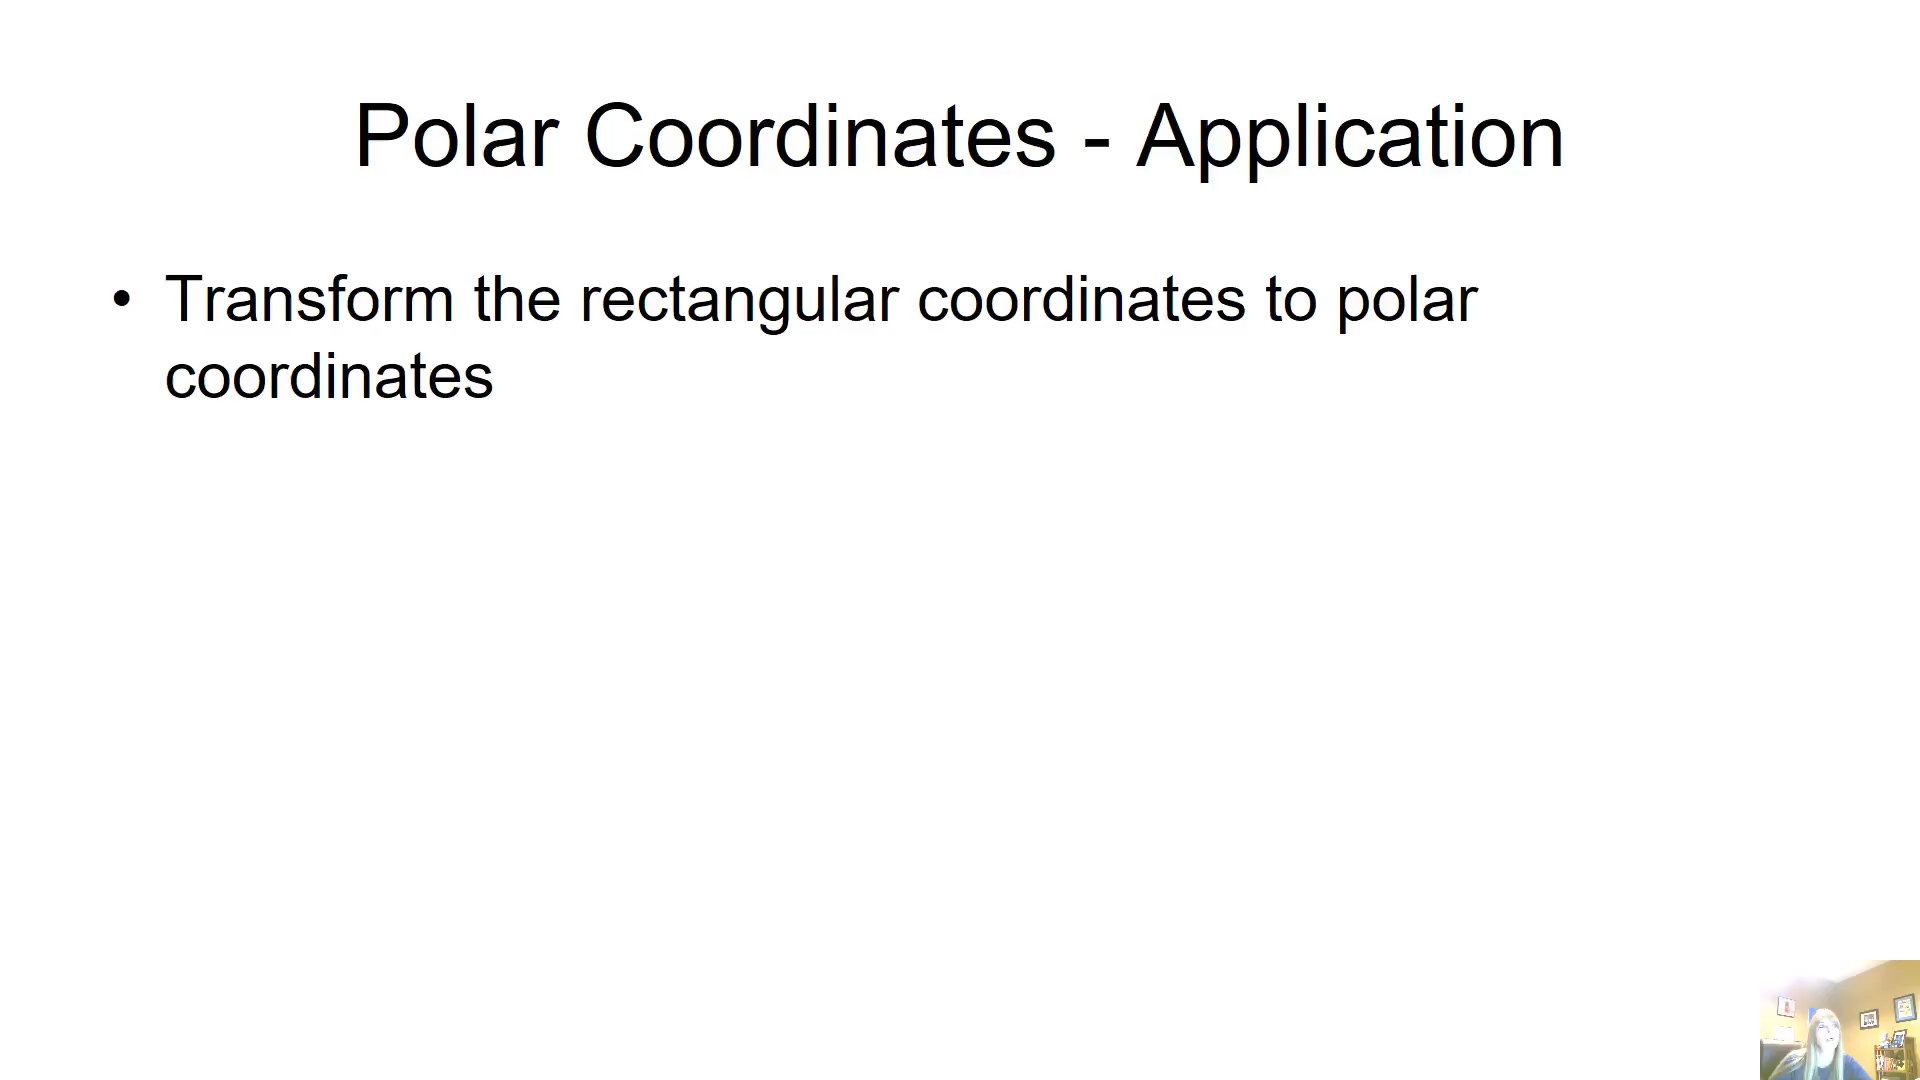 Polar Coordinates - Application
• Transform the rectangular coordinates to polar
coordinates